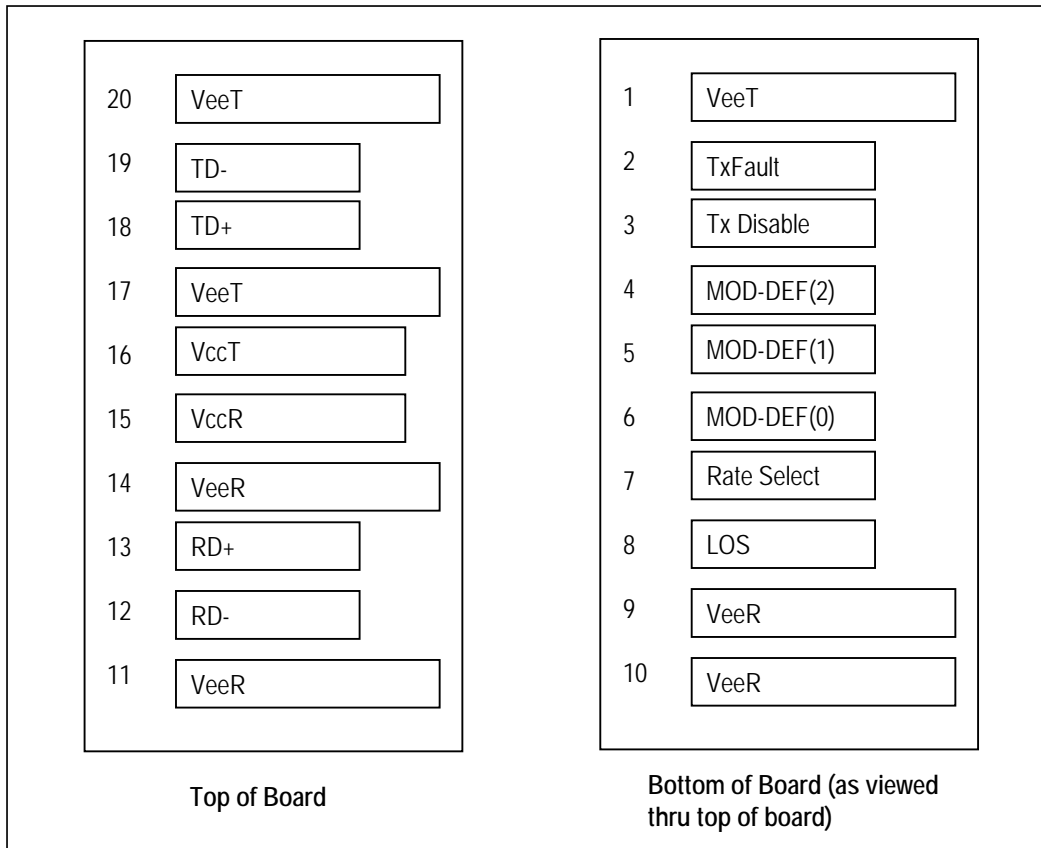 20 VeeT
19 TD-
18 TD+
17 VeeT
16 VccT
15 VccR
14 VeeR
13 RD+
12 RD-
11 VeeR
Top of Board
1 VeeT
2 TxFault
3 Tx Disable
4 MOD-DEF(2)
5 MOD-DEF(1)
6 MOD-DEF(0)
7 Rate Select
8 LOS
9 VeeR
10 VeeR
Bottom of Board (as viewed
thru top of board)